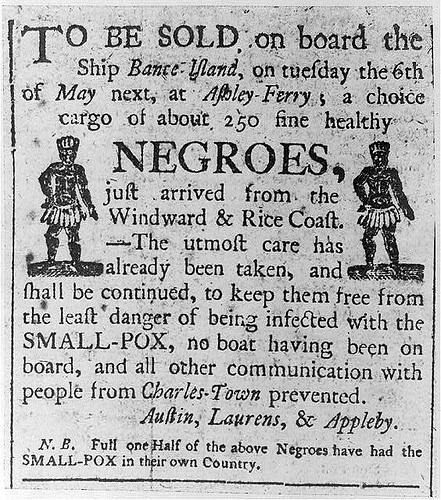 TO BE SOLD on board the
Ship Bance-Iſland, on tueſday the 6th
of May next, at Aſhley-Ferry; a choice
cargo of about 250 fine healthy
NEGROES,
juſt arrived from the
Windward & Rice Coaſt.
—The utmoſt care has
already been taken, and
ſhall be continued, to keep them free from
the leaſt danger of being infected with the
SMALL-POX, no boat having been on
board, and all other communication with
people from Charles-Town prevented.
Auſtin, Laurens, & Appleby.
N. B. Full one Half of the above Negroes have had the
SMALL-POX in their own Country.